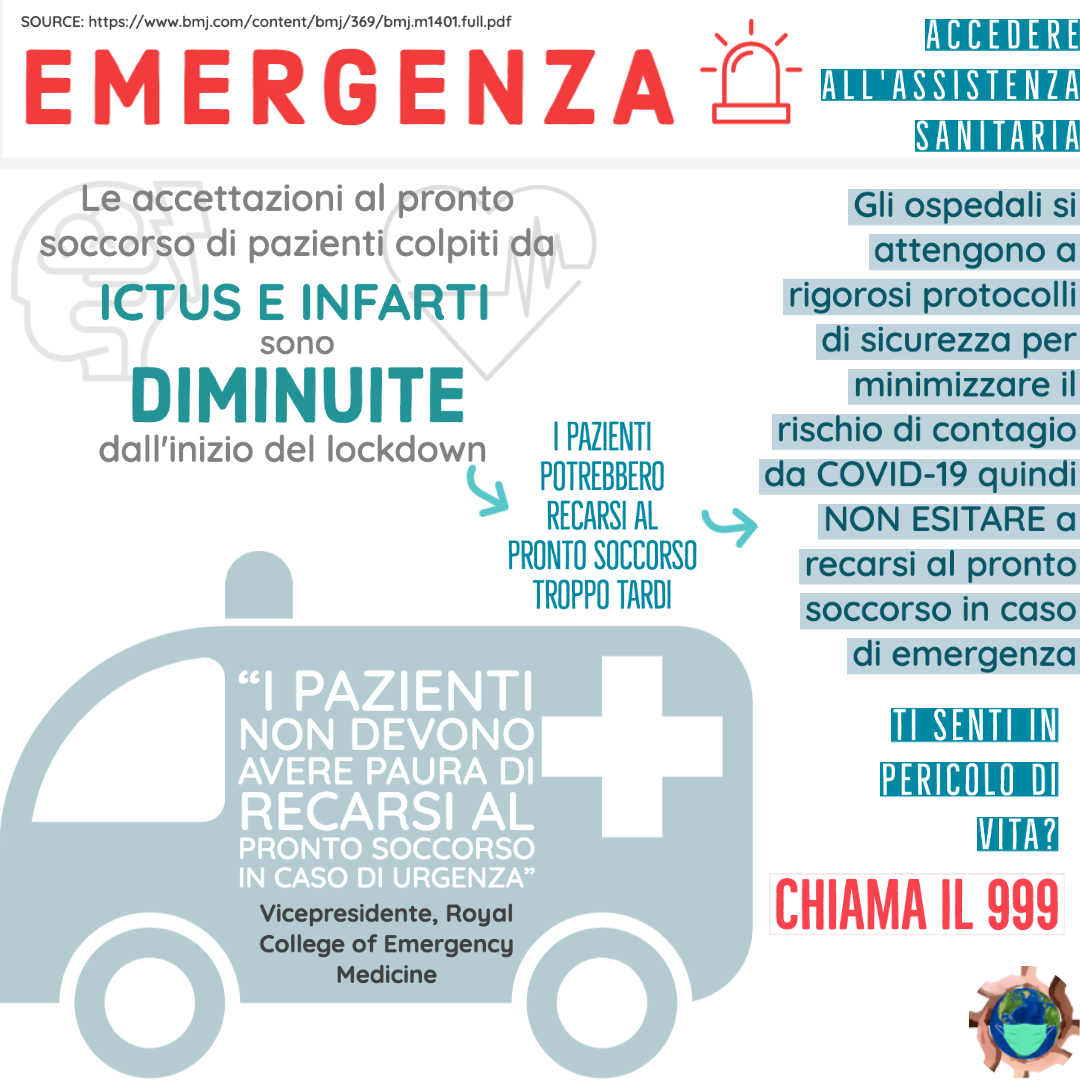 SOURCE: https://www.bmj.com/content/bmj/369/bmj.m1401.full.pdf
EMERGENZA
ACCEDERE
ALL'ASSISTENZA
SANITARIA
Le accettazioni al pronto
soccorso di pazienti colpiti da
ICTUS E INFARTI
sono
DIMINUITE
dall'inizio del lockdown
I PAZIENTI
POTREBBERO
RECARSI AL
PRONTO SOCCORSO
TROPPO TARDI
Gli ospedali si
attengono a
rigorosi protocolli
di sicurezza per
minimizzare il
rischio di contagio
da COVID-19 quindi
NON ESITARE a
recarsi al pronto
soccorso in caso
di emergenza
“I PAZIENTI
NON DEVONO
AVERE PAURA DI
RECARSI AL
PRONTO SOCCORSO
IN CASO DI URGENZA”
Vicepresidente, Royal
College of Emergency
Medicine
TI SENTI IN
PERICOLO DI
VITA?
CHIAMA IL 999